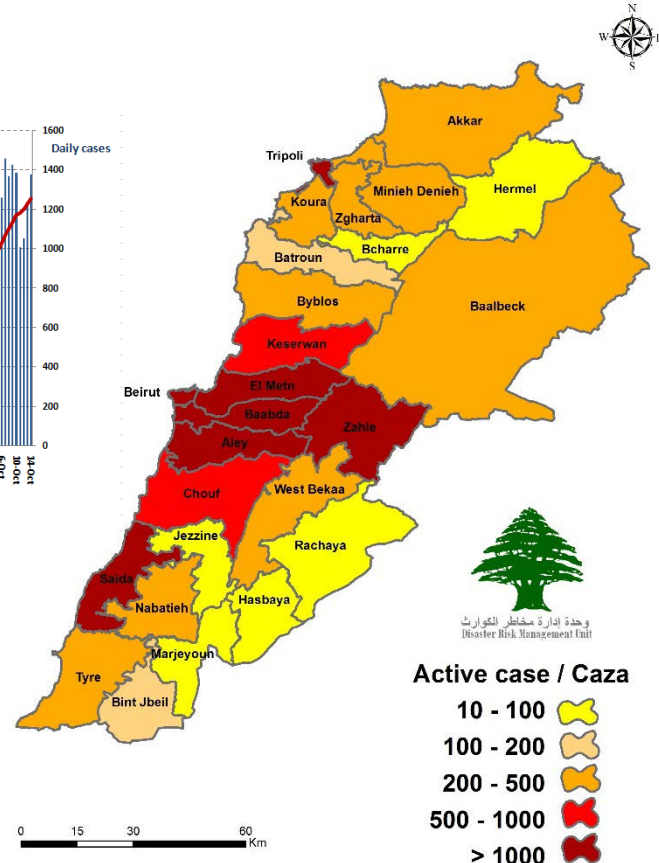 N
W
S
1600
Daily cases
1400
1200
1000
800
600
400
200
0
10-Oct
14-Oct
Akkar
Tripoli
Minieh Denieh
Hermel
Koura
Zgharta
Bcharre
Batroun
Byblos
Baalbeck
Keserwan
El Metn
Beirut
Baabda
Zahle
Aley
Chouf
West Bekaa
Jezzine
Rachaya
Saida
Hasbaya
Nabatieh
Marjeyoun
Tyre
Bint Jbeil
وحدة إدارة مخاطر الكوارث
Disaster Risk Management Unit
Active case / Caza
10 - 100
100 - 200
200 - 500
500 - 1000
> 1000
0 15 30 60
Km